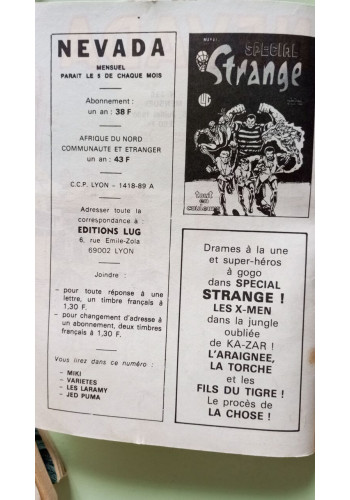 NEVADA
MENSUEL
PARAIT LE 5 DE CHAQUE MOIS
Abonnement :
un an : 38 F
AFRIQUE DU NORD
COMMUNAUTE ET ETRANGER
un an : 43 F
C.C.P. LYON - 1418-89 A
Adresser toute la
correspondance à :
EDITIONS LUG
6, rue Emile-Zola
69002 LYON
Joindre :
- pour toute réponse à une
lettre, un timbre français à
1,30 F.
- pour changement d'adresse à
un abonnement, deux timbres
français à 1,30 F.
Vous lirez dans ce numéro :
- MIKI
- VARIETES
- LES LARAMY
- JED PUMA
SPECIAL
Strange
LUG
tout
en
couleurs
Drames à la une
et super-héros
à gogo
dans SPECIAL
STRANGE !
LES X-MEN
dans la jungle
oubliée
de KA-ZAR !
L'ARAIGNEE,
LA TORCHE
et les
FILS DU TIGRE !
Le procès de
LA CHOSE !